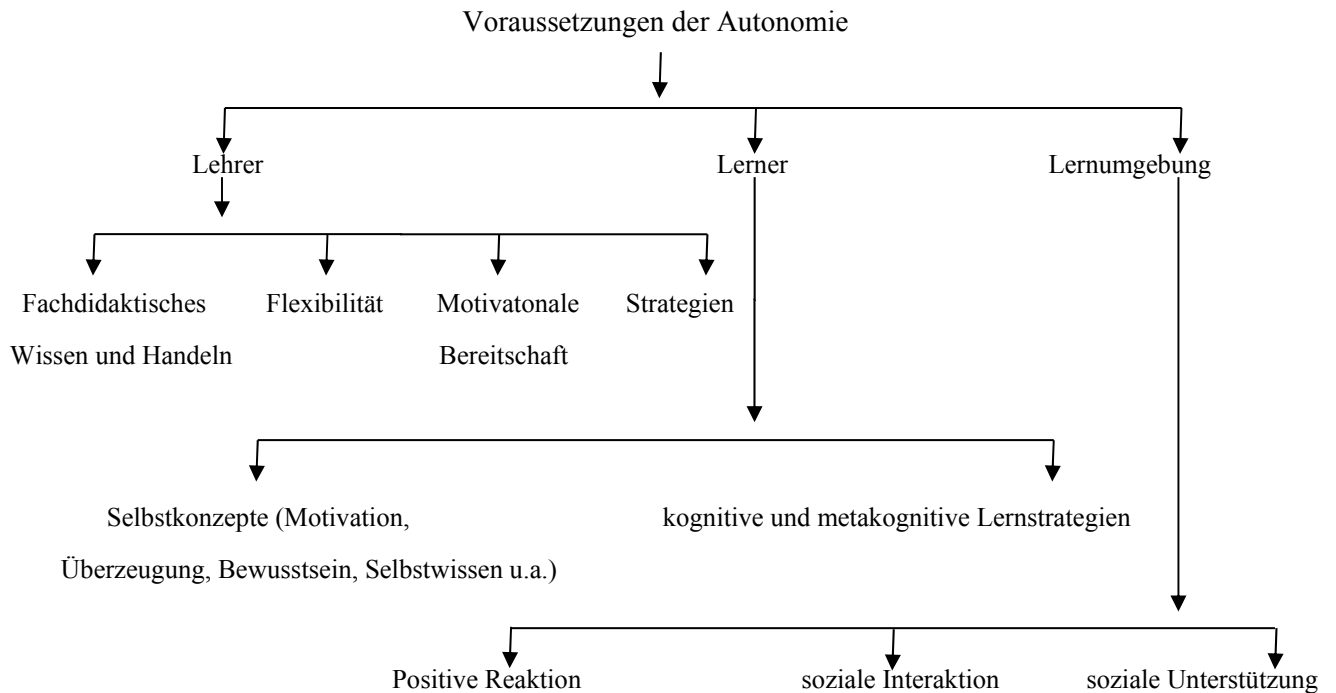 Voraussetzungen der Autonomie
Lehrer Lerner Lernumgebung
Fachdidaktisches Flexibilität Motivatonale Strategien
Wissen und Handeln Bereitschaft
Selbstkonzepte (Motivation, kognitive und metakognitive Lernstrategien
Überzeugung, Bewusstsein, Selbstwissen u.a.)
Positive Reaktion soziale Interaktion soziale Unterstützung